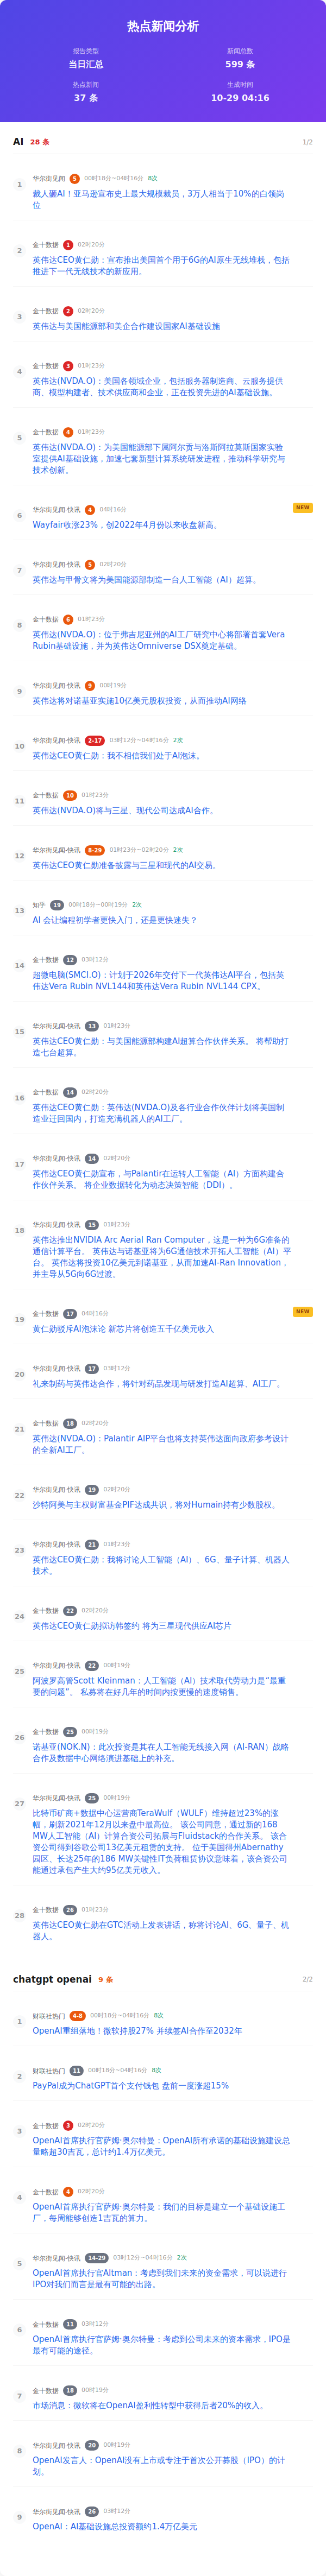 热点新闻分析
报告类型
当日汇总
新闻总数
599 条
热点新闻
37 条
生成时间
10-29 04:16
AI 28 条 1/2
1
华尔街见闻 5 00时18分~04时16分 8次
裁人砸AI！亚马逊宣布史上最大规模裁员，3万人相当于10%的白领岗
位
2
金十数据 1 02时20分
英伟达CEO黄仁勋：宣布推出美国首个用于6G的AI原生无线堆栈，包括
推进下一代无线技术的新应用。
3
金十数据 2 02时20分
英伟达与美国能源部和美企合作建设国家AI基础设施
4
金十数据 3 01时23分
英伟达(NVDA.O)：美国各领域企业，包括服务器制造商、云服务提供
商、模型构建者、技术供应商和企业，正在投资先进的AI基础设施。
5
金十数据 4 01时23分
英伟达(NVDA.O)：为美国能源部下属阿尔贡与洛斯阿拉莫斯国家实验
室提供AI基础设施，加速七套新型计算系统研发进程，推动科学研究与
技术创新。
6
华尔街见闻-快讯 4 04时16分 NEW
Wayfair收涨23%，创2022年4月份以来收盘新高。
7
华尔街见闻-快讯 5 02时20分
英伟达与甲骨文将为美国能源部制造一台人工智能（AI）超算。
8
金十数据 6 01时23分
英伟达(NVDA.O)：位于弗吉尼亚州的AI工厂研究中心将部署首套Vera
Rubin基础设施，并为英伟达Omniverse DSX奠定基础。
9
华尔街见闻-快讯 9 00时19分
英伟达将对诺基亚实施10亿美元股权投资，从而推动AI网络
10
华尔街见闻-快讯 2-17 03时12分~04时16分 2次
英伟达CEO黄仁勋：我不相信我们处于AI泡沫。
11
金十数据 10 01时23分
英伟达(NVDA.O)将与三星、现代公司达成AI合作。
12
华尔街见闻-快讯 8-29 01时23分~02时20分 2次
英伟达CEO黄仁勋准备披露与三星和现代的AI交易。
13
知乎 19 00时18分~00时19分 2次
AI 会让编程初学者更快入门，还是更快迷失？
14
金十数据 12 03时12分
超微电脑(SMCI.O)：计划于2026年交付下一代英伟达AI平台，包括英
伟达Vera Rubin NVL144和英伟达Vera Rubin NVL144 CPX。
15
华尔街见闻-快讯 13 01时23分
英伟达CEO黄仁勋：与美国能源部构建AI超算合作伙伴关系。 将帮助打
造七台超算。
16
金十数据 14 02时20分
英伟达CEO黄仁勋：英伟达(NVDA.O)及各行业合作伙伴计划将美国制
造业迁回国内，打造充满机器人的AI工厂。
17
华尔街见闻-快讯 14 02时20分
英伟达CEO黄仁勋宣布，与Palantir在运转人工智能（AI）方面构建合
作伙伴关系。 将企业数据转化为动态决策智能（DDI）。
18
华尔街见闻-快讯 15 01时23分
英伟达推出NVIDIA Arc Aerial Ran Computer，这是一种为6G准备的
通信计算平台。 英伟达与诺基亚将为6G通信技术开拓人工智能（AI）平
台。 英伟达将投资10亿美元到诺基亚，从而加速AI-Ran Innovation，
并主导从5G向6G过渡。
19
金十数据 17 04时16分 NEW
黄仁勋驳斥AI泡沫论 新芯片将创造五千亿美元收入
20
华尔街见闻-快讯 17 03时12分
礼来制药与英伟达合作，将针对药品发现与研发打造AI超算、AI工厂。
21
金十数据 18 02时20分
英伟达(NVDA.O)：Palantir AIP平台也将支持英伟达面向政府参考设计
的全新AI工厂。
22
华尔街见闻-快讯 19 02时20分
沙特阿美与主权财富基金PIF达成共识，将对Humain持有少数股权。
23
华尔街见闻-快讯 21 01时23分
英伟达CEO黄仁勋：我将讨论人工智能（AI）、6G、量子计算、机器人
技术。
24
金十数据 22 02时20分
英伟达CEO黄仁勋拟访韩签约 将为三星现代供应AI芯片
25
华尔街见闻-快讯 22 00时19分
阿波罗高管Scott Kleinman：人工智能（AI）技术取代劳动力是“最重
要的问题”。 私募将在好几年的时间内按更慢的速度销售。
26
金十数据 25 00时19分
诺基亚(NOK.N)：此次投资是其在人工智能无线接入网（AI-RAN）战略
合作及数据中心网络演进基础上的补充。
27
华尔街见闻-快讯 25 00时19分
比特币矿商+数据中心运营商TeraWulf（WULF）维持超过23%的涨
幅，刷新2021年12月以来盘中最高位。 该公司同意，通过新的168
MW人工智能（AI）计算合资公司拓展与Fluidstack的合作关系。 该合
资公司得到谷歌公司13亿美元租赁的支持。 位于美国得州Abernathy
园区、长达25年的186 MW关键性IT负荷租赁协议意味着，该合资公司
能通过承包产生大约95亿美元收入。
28
金十数据 26 01时23分
英伟达CEO黄仁勋在GTC活动上发表讲话，称将讨论AI、6G、量子、机
器人。
chatgpt openai 9 条 2/2
1
财联社热门 4-8 00时18分~04时16分 8次
OpenAI重组落地！微软持股27% 并续签AI合作至2032年
2
财联社热门 11 00时18分~04时16分 8次
PayPal成为ChatGPT首个支付钱包 盘前一度涨超15%
3
金十数据 3 02时20分
OpenAI首席执行官萨姆·奥尔特曼：OpenAI所有承诺的基础设施建设总
量略超30吉瓦，总计约1.4万亿美元。
4
金十数据 4 02时20分
OpenAI首席执行官萨姆·奥尔特曼：我们的目标是建立一个基础设施工
厂，每周能够创造1吉瓦的算力。
5
华尔街见闻-快讯 14-29 03时12分~04时16分 2次
OpenAI首席执行官Altman：考虑到我们未来的资金需求，可以说进行
IPO对我们而言是最有可能的出路。
6
金十数据 11 03时12分
OpenAI首席执行官萨姆·奥尔特曼：考虑到公司未来的资本需求，IPO是
最有可能的途径。
7
金十数据 18 00时19分
市场消息：微软将在OpenAI盈利性转型中获得后者20%的收入。
8
华尔街见闻-快讯 20 00时19分
OpenAI发言人：OpenAI没有上市或专注于首次公开募股（IPO）的计
划。
9
华尔街见闻-快讯 26 03时12分
OpenAI：AI基础设施总投资额约1.4万亿美元